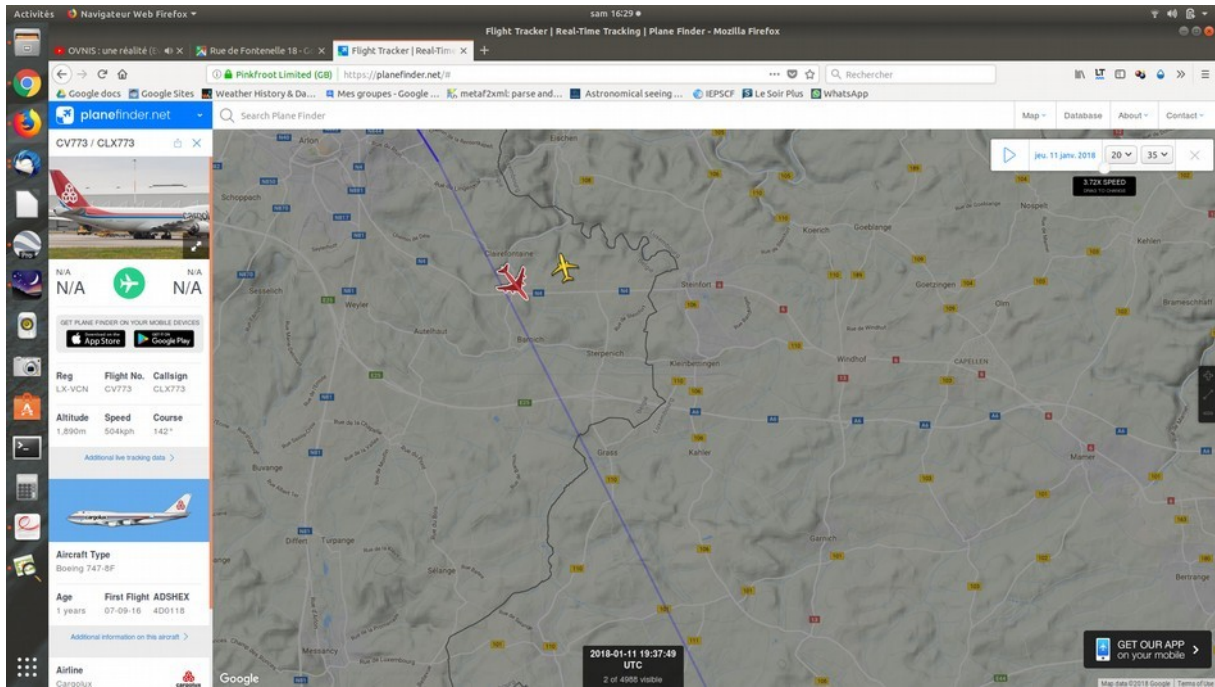 Activités
Navigateur Web Firefox
sam 16:29
Flight Tracker | Real-Time Tracking | Plane Finder - Mozilla Firefox
OVNIS : une réalité
Rue de Fontenelle 18 -
Flight Tracker | Real-Time
Pinkfroot Limited (GB)
https://planefinder.net/#
Rechercher
Google docs
Google Sites
Weather History & Da...
Mes groupes - Google ...
metaf2xml: parse and...
Astronomical seeing ...
IEPSCF
Le Soir Plus
WhatsApp
planefinder.net
Search Plane Finder
Map
Database
About
Contact
CV773 / CLX773
jeu. 11 janv. 2018
20
35
3.72X SPEED
DRAG TO CHANGE
N/A
N/A
N/A
N/A
GET PLANE FINDER ON YOUR MOBILE DEVICES
App Store
Google Play
Reg
Flight No.
Callsign
LX-VCN
CV773
CLX773
Altitude
Speed
Course
1,890m
504kph
142°
Additional live tracking data
cargolux
Aircraft Type
Boeing 747-8F
Age
First Flight
ADSHEX
1 years
07-09-16
4D0118
Additional information on this aircraft
Airline
Cargolux
cargolux
Arlon
Eischen
Schoppach
Clairefontaine
Koerich
Goeblange
Nospelt
Kehlen
Sesselich
Weyler
Steinfort
Goetzingen
Olm
Brameschhof
Autelhaut
Barnich
Sterpenich
Kleinbettingen
Windhof
CAPELLEN
Grass
Kahler
Mamer
Buvange
Differt
Turpange
Sélange
Garnich
Bertrange
Messancy
Google
2018-01-11 19:37:49
UTC
2 of 4988 visible
GET OUR APP
on your mobile
Map data ©2018 Google
Terms of Use